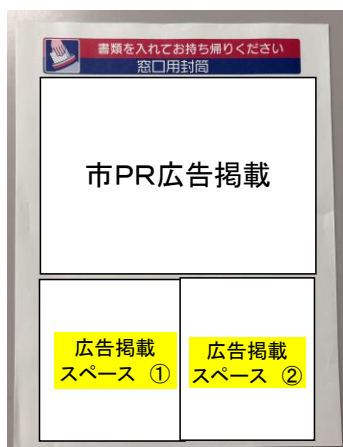 書類を入れてお持ち帰りください
窓口用封筒
市PR広告掲載
広告掲載
スペース ①
広告掲載
スペース ②